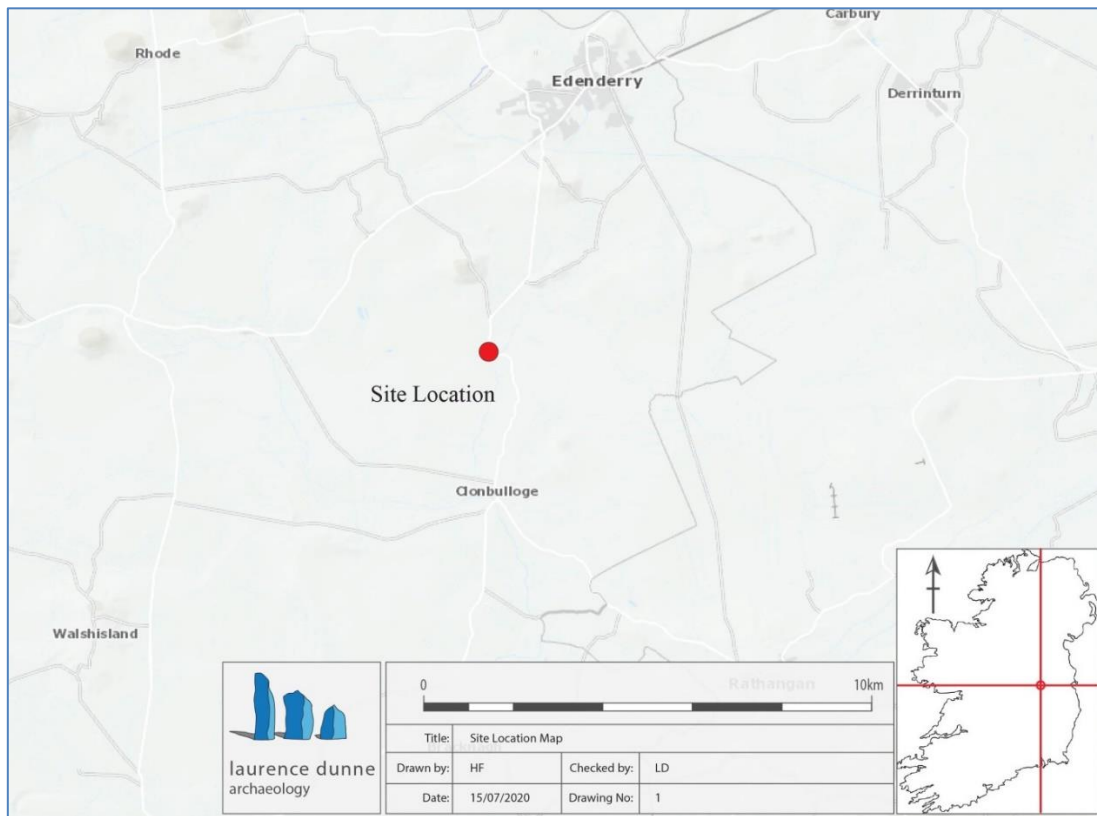 Carbury
Rhode
Edenderry
Derrinturn
Site Location
Clonbulloge
Walshisland
Rathangan
0 10km
Bracknagh
Title: Site Location Map
Drawn by: HF Checked by: LD
Date: 15/07/2020 Drawing No: 1
laurence dunne
archaeology